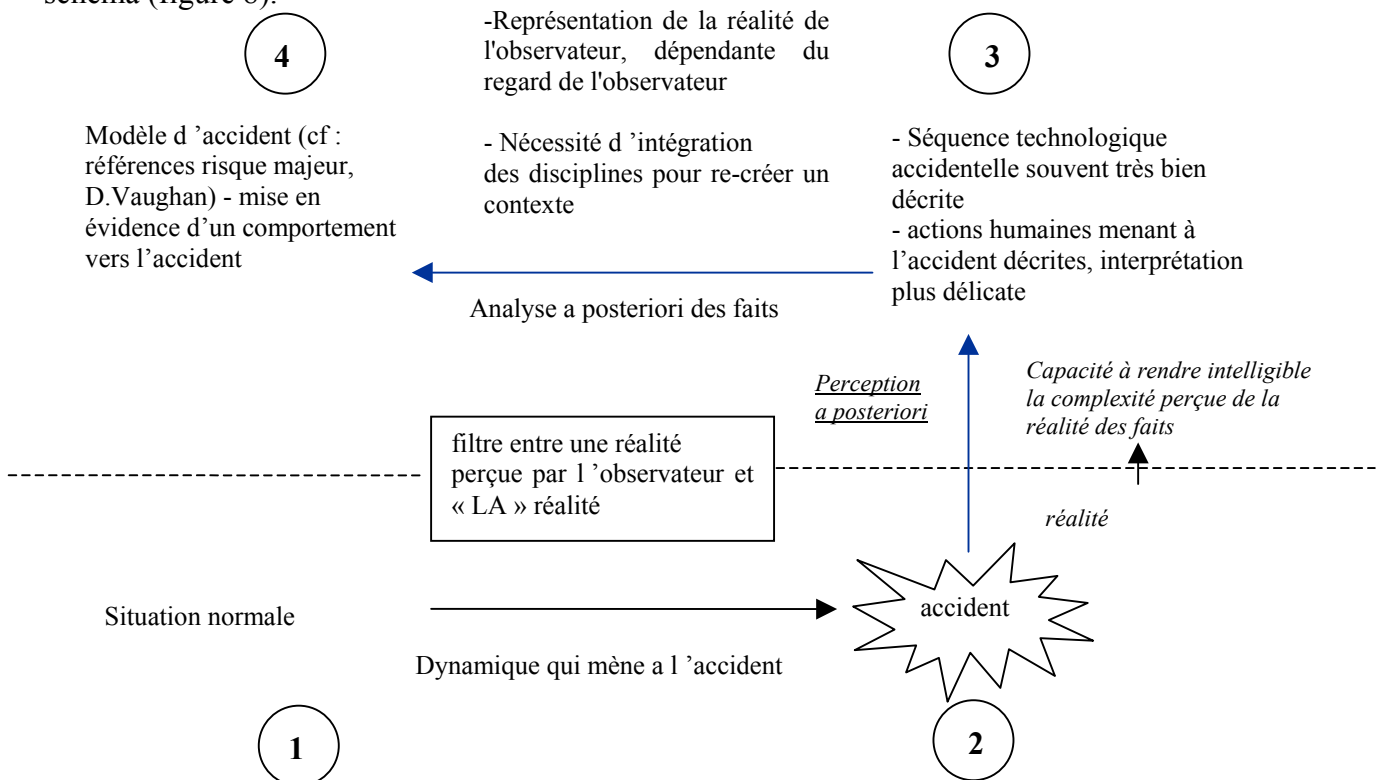 schéma (figure 8).
4
-Représentation de la réalité de
l'observateur, dépendante du
regard de l'observateur
- Nécessité d ’intégration
des disciplines pour re-créer un
contexte
3
Modèle d ’accident (cf :
références risque majeur,
D.Vaughan) - mise en
évidence d’un comportement
vers l’accident
- Séquence technologique
accidentelle souvent très bien
décrite
- actions humaines menant à
l’accident décrites, interprétation
plus délicate
Analyse a posteriori des faits
Perception
a posteriori
Capacité à rendre intelligible
la complexité perçue de la
réalité des faits
filtre entre une réalité
perçue par l ’observateur et
« LA » réalité
réalité
Situation normale
accident
Dynamique qui mène a l ’accident
1
2